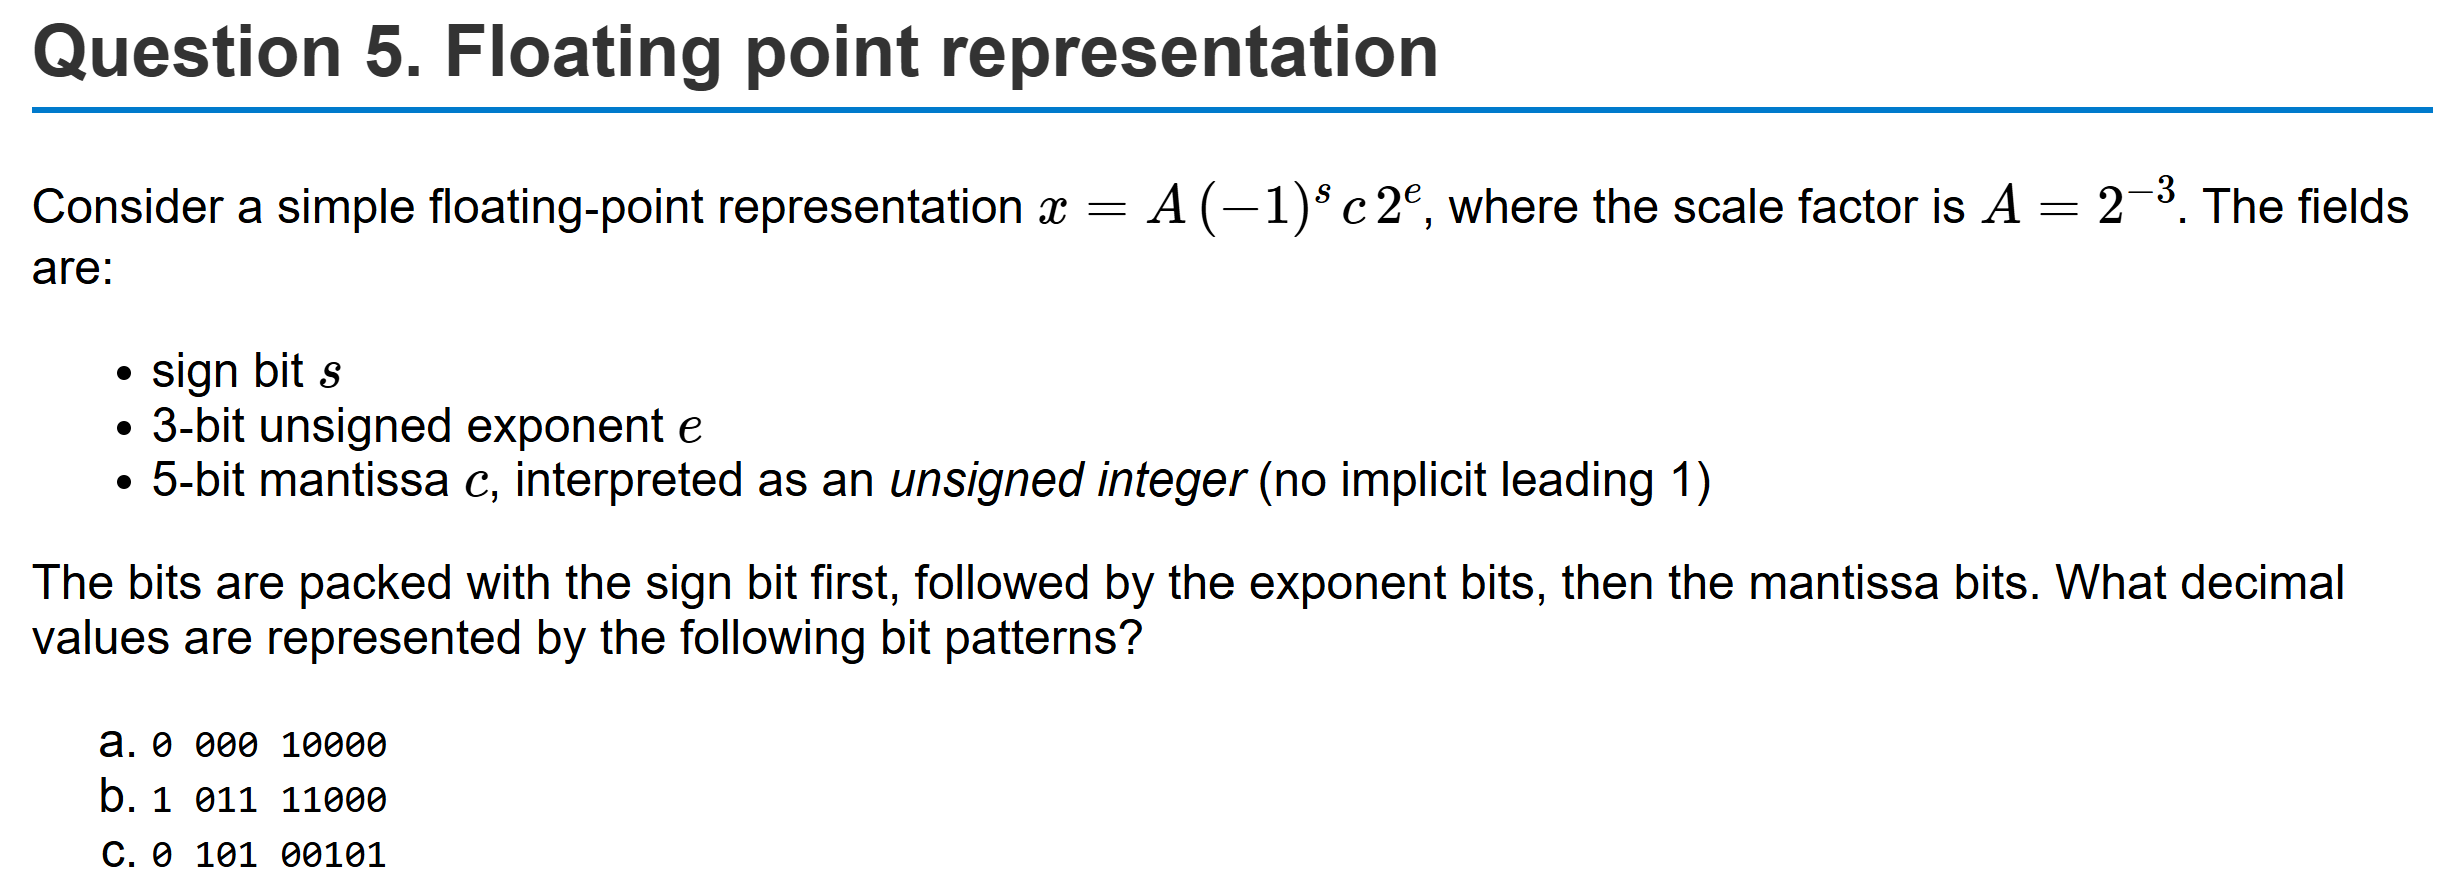 Question 5. Floating point representation
Consider a simple floating-point representation x = A (−1)^s c 2^e, where the scale factor is A = 2^−3. The fields
are:
• sign bit s
• 3-bit unsigned exponent e
• 5-bit mantissa c, interpreted as an unsigned integer (no implicit leading 1)
The bits are packed with the sign bit first, followed by the exponent bits, then the mantissa bits. What decimal
values are represented by the following bit patterns?
a. 0 000 10000
b. 1 011 11000
c. 0 101 00101